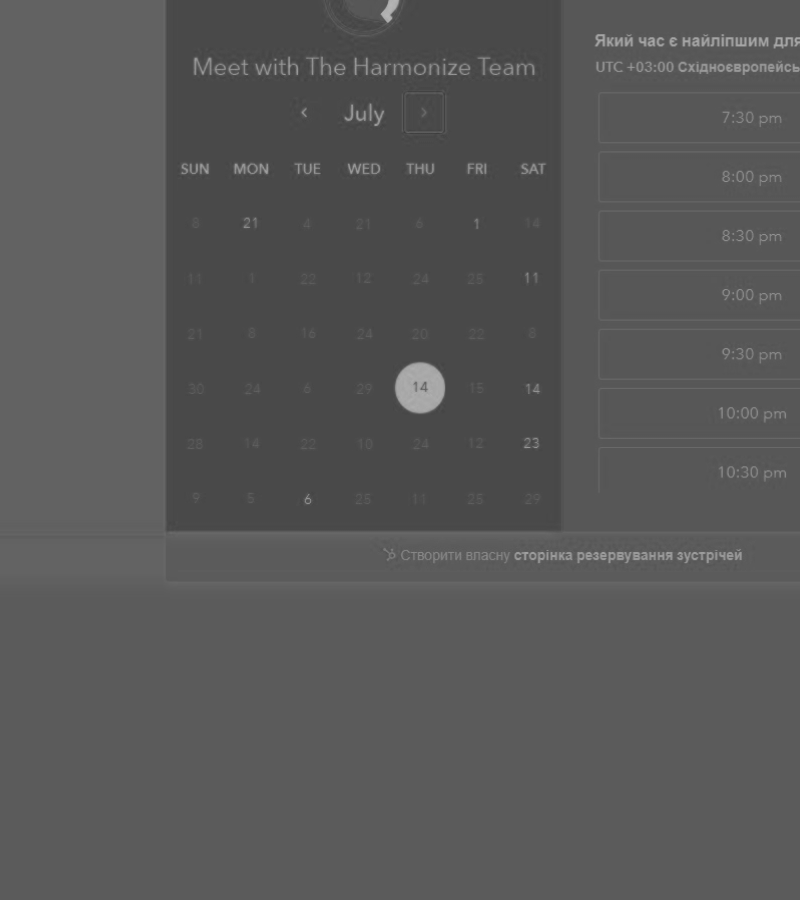 Meet with The Harmonize Team
‹ July ›
SUN MON TUE WED THU FRI SAT
8 21 4 21 6 1 14
11 1 22 12 24 25 11
21 8 16 24 20 22 8
30 24 6 29 14 15 14
28 14 22 10 24 12 23
9 5 6 25 11 25 29
Який час є найліпшим для
UTC +03:00 Східноєвропейсь
7:30 pm
8:00 pm
8:30 pm
9:00 pm
9:30 pm
10:00 pm
10:30 pm
Створити власну сторінка резервування зустрічей